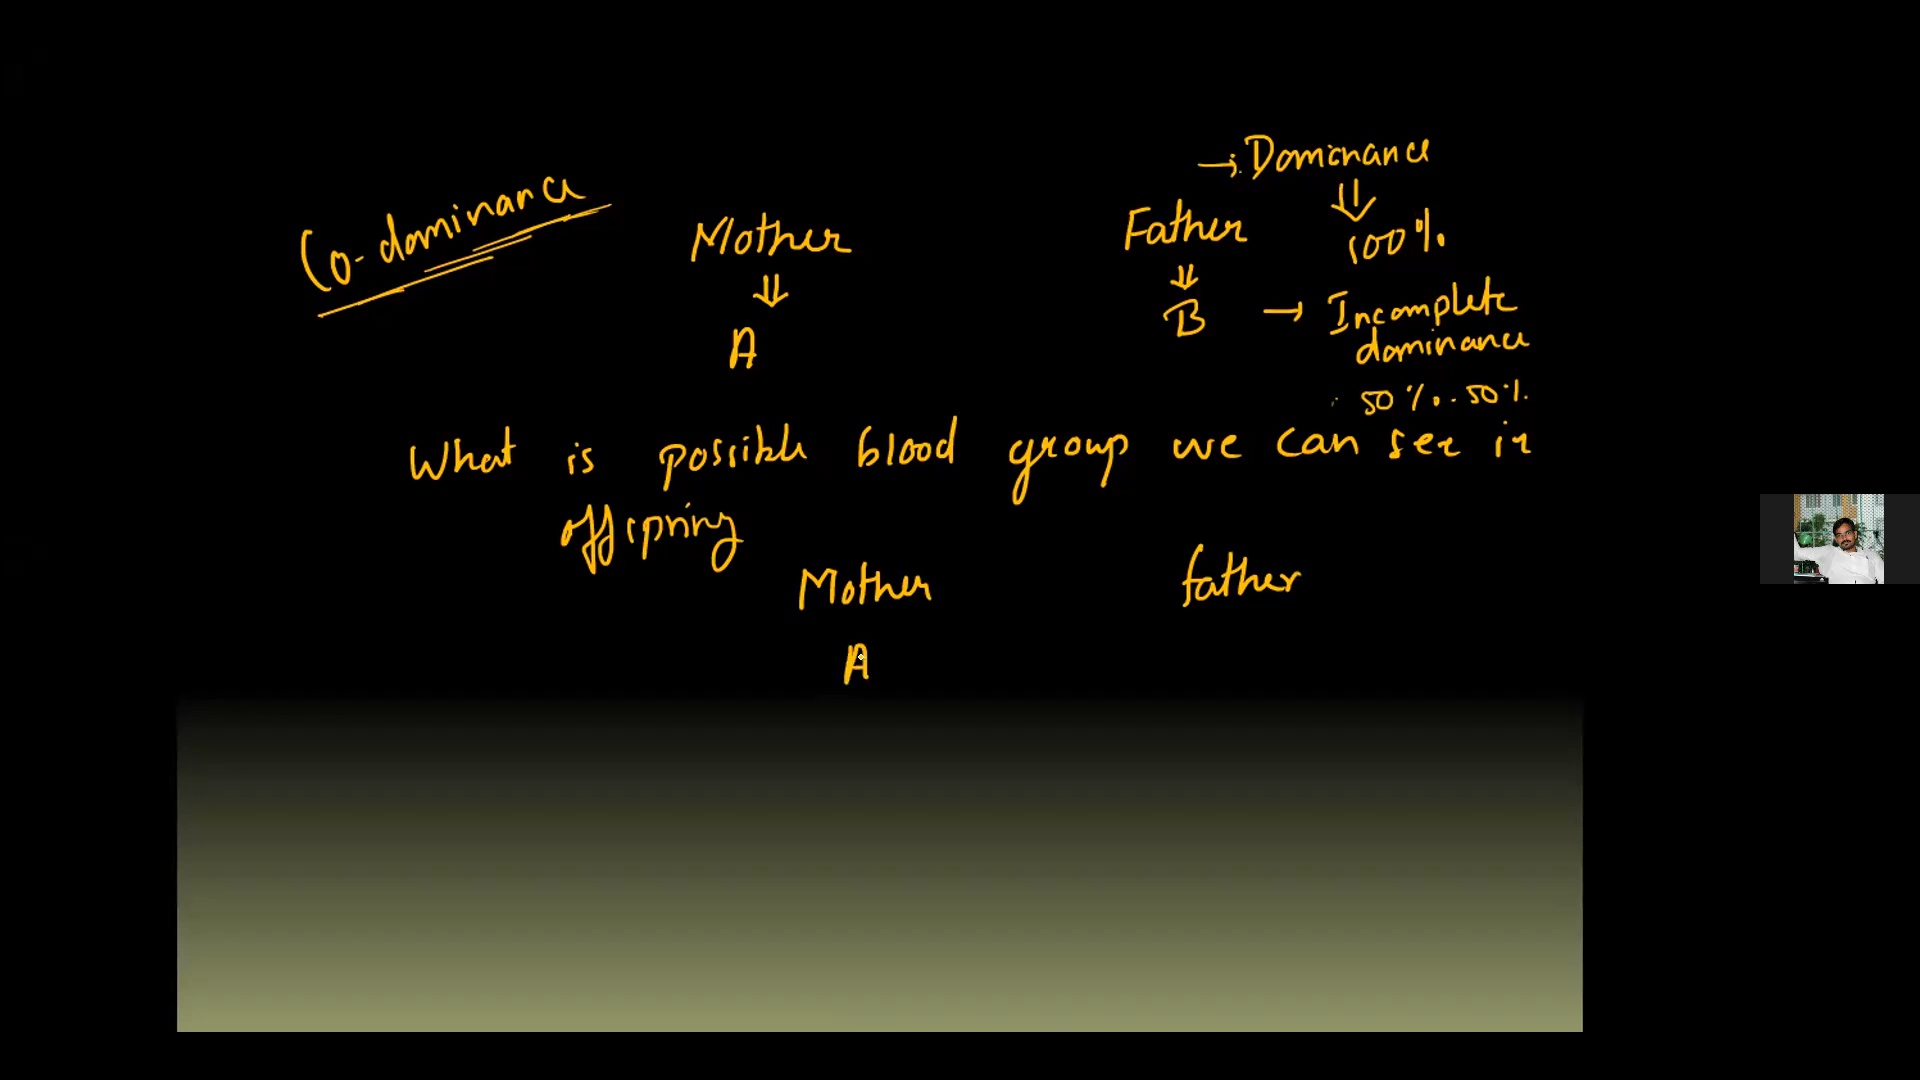 Co-dominance
→ Dominance
⇓
100%
Mother
⇓
A
Father
⇓
B
→ Incomplete
dominance
50%. 50%.
What is possible blood group we can see in
offspring
Mother father
A